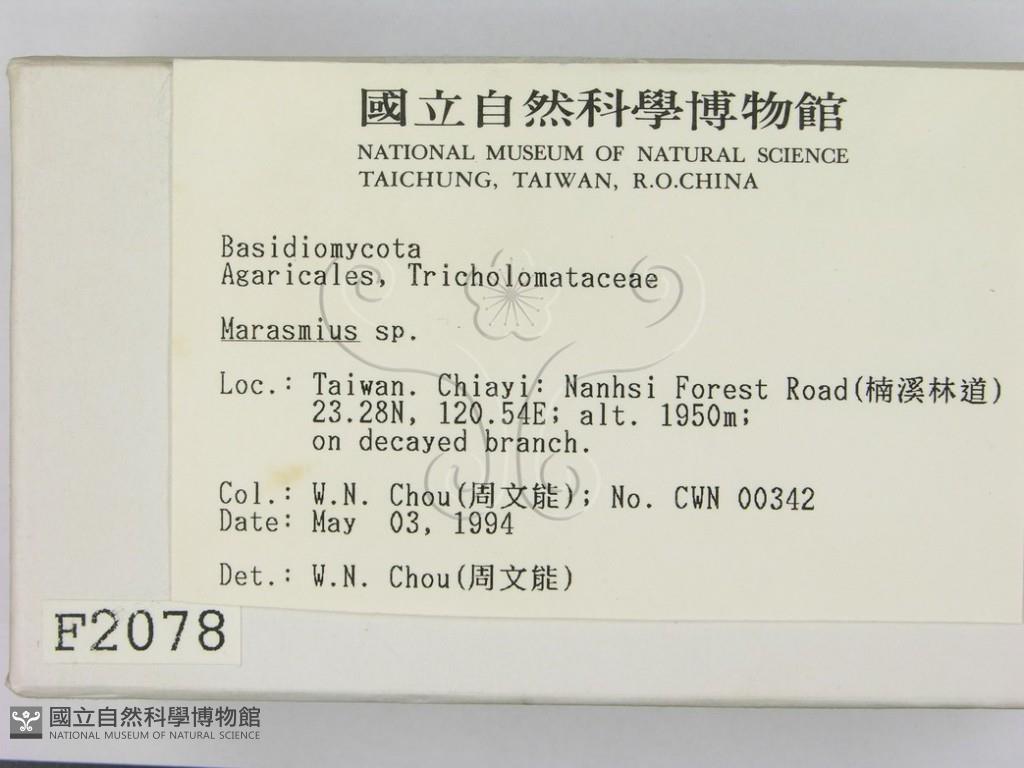 國立自然科學博物館
NATIONAL MUSEUM OF NATURAL SCIENCE
TAICHUNG, TAIWAN, R.O.CHINA
Basidiomycota
Agaricales, Tricholomataceae
Marasmius sp.
Loc.: Taiwan. Chiayi: Nanhsi Forest Road(楠溪林道)
23.28N, 120.54E; alt. 1950m;
on decayed branch.
Col.: W.N. Chou(周文能); No. CWN 00342
Date: May 03, 1994
Det.: W.N. Chou(周文能)
F2078
國立自然科學博物館
NATIONAL MUSEUM OF NATURAL SCIENCE